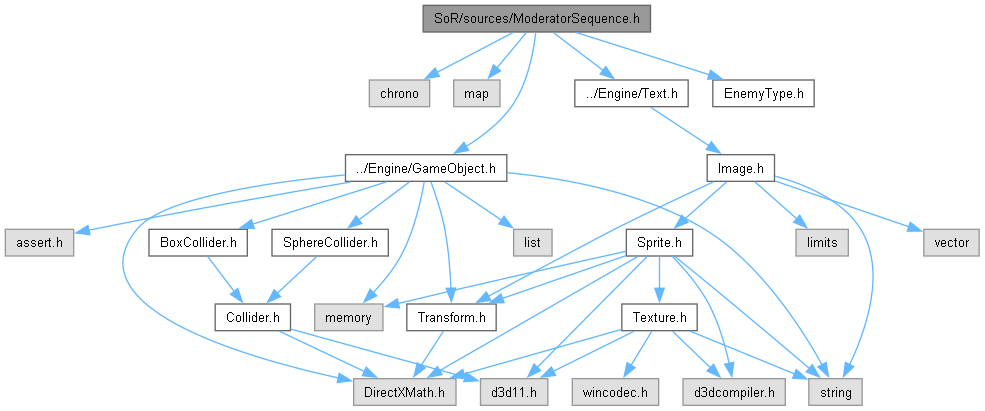 SoR/sources/ModeratorSequence.h
chrono
map
../Engine/Text.h
EnemyType.h
../Engine/GameObject.h
Image.h
assert.h
BoxCollider.h
SphereCollider.h
list
Sprite.h
limits
vector
Collider.h
memory
Transform.h
Texture.h
DirectXMath.h
d3d11.h
wincodec.h
d3dcompiler.h
string